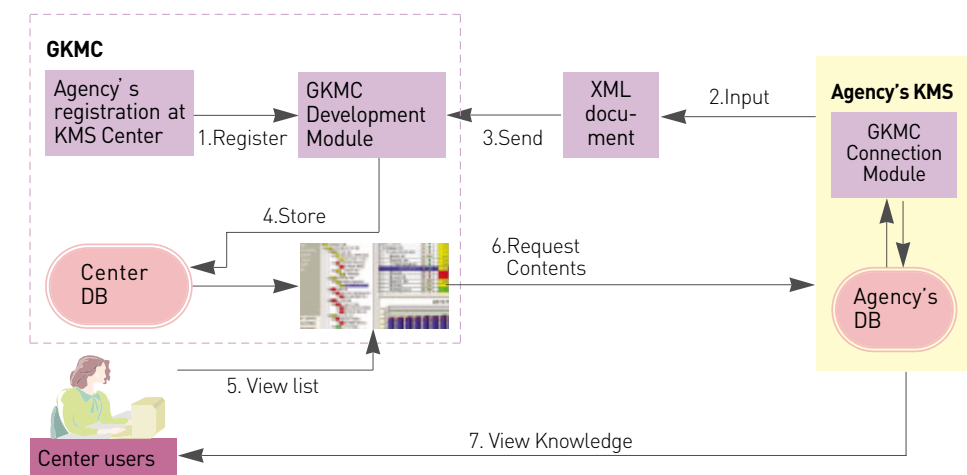 GKMC
Agency's
registration at
KMS Center
1.Register
GKMC
Development
Module
3.Send
XML
docu-
ment
2.Input
Agency's KMS
GKMC
Connection
Module
4.Store
Center
DB
6.Request
Contents
Agency's
DB
5. View list
7. View Knowledge
Center users